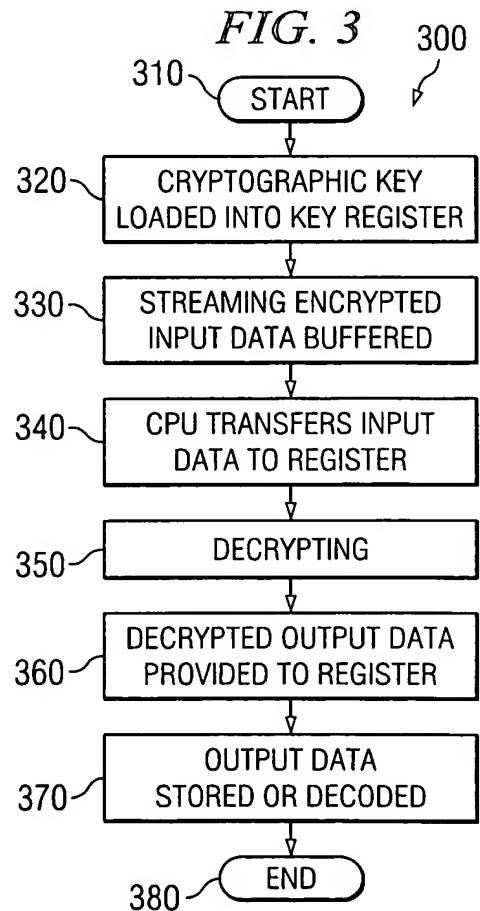 FIG. 3
300
310
START
320
CRYPTOGRAPHIC KEY
LOADED INTO KEY REGISTER
330
STREAMING ENCRYPTED
INPUT DATA BUFFERED
340
CPU TRANSFERS INPUT
DATA TO REGISTER
350
DECRYPTING
360
DECRYPTED OUTPUT DATA
PROVIDED TO REGISTER
370
OUTPUT DATA
STORED OR DECODED
380
END